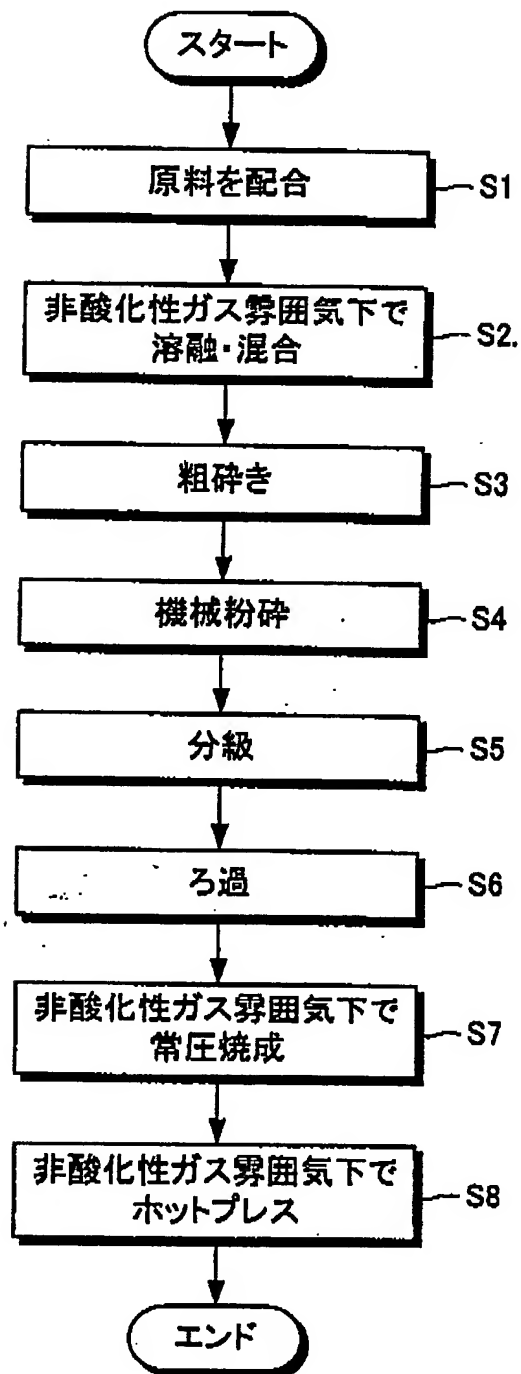 スタート
原料を配合
S1
非酸化性ガス雰囲気下で
溶融・混合
S2.
粗砕き
S3
機械粉砕
S4
分級
S5
ろ過
S6
非酸化性ガス雰囲気下で
常圧焼成
S7
非酸化性ガス雰囲気下で
ホットプレス
S8
エンド